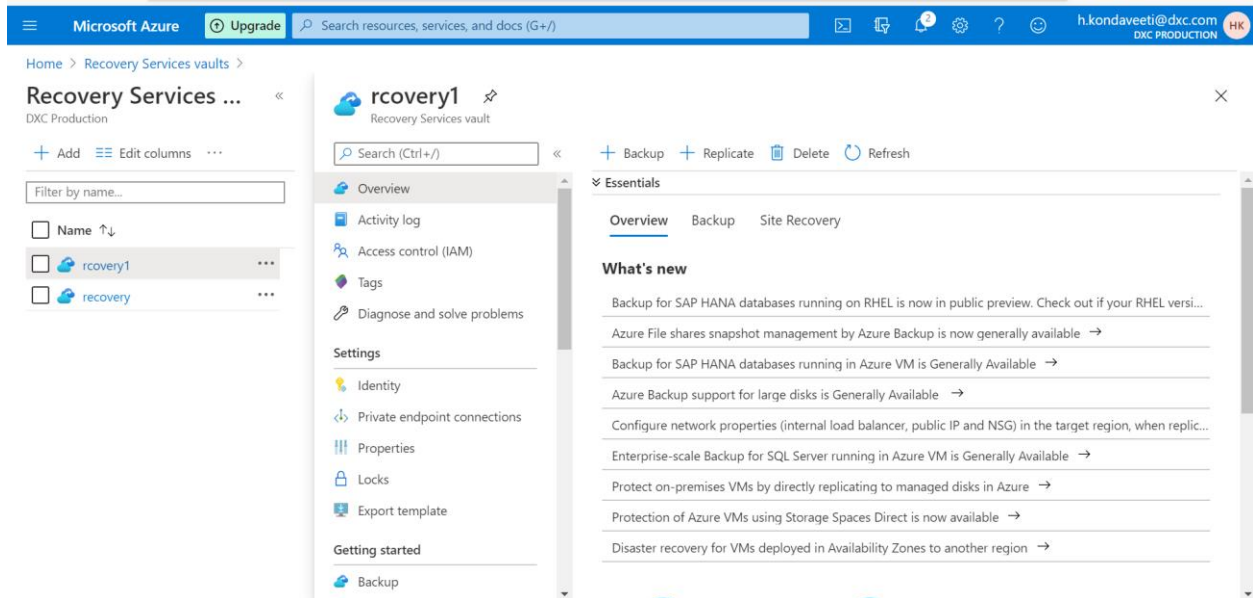 Microsoft Azure
Upgrade
Search resources, services, and docs (G+/)
2
h.kondaveeti@dxc.com
DXC PRODUCTION
HK
Home > Recovery Services vaults >
Recovery Services ...
DXC Production
+ Add
Edit columns
...
Filter by name...
Name ↑↓
rcovery1
...
recovery
...
rcovery1
Recovery Services vault
Search (Ctrl+/)
«
Overview
Activity log
Access control (IAM)
Tags
Diagnose and solve problems
Settings
Identity
Private endpoint connections
Properties
Locks
Export template
Getting started
Backup
+ Backup + Replicate Delete Refresh
Essentials
Overview Backup Site Recovery
What's new
Backup for SAP HANA databases running on RHEL is now in public preview. Check out if your RHEL versi...
Azure File shares snapshot management by Azure Backup is now generally available →
Backup for SAP HANA databases running in Azure VM is Generally Available →
Azure Backup support for large disks is Generally Available →
Configure network properties (internal load balancer, public IP and NSG) in the target region, when replic...
Enterprise-scale Backup for SQL Server running in Azure VM is Generally Available →
Protect on-premises VMs by directly replicating to managed disks in Azure →
Protection of Azure VMs using Storage Spaces Direct is now available →
Disaster recovery for VMs deployed in Availability Zones to another region →